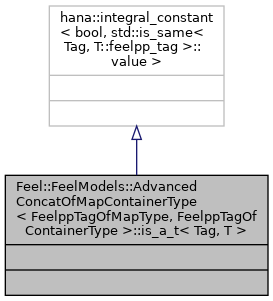 hana::integral_constant
< bool, std::is_same<
Tag, T::feelpp_tag >::
value >
Feel::FeelModels::Advanced
ConcatOfMapContainerType
< FeelppTagOfMapType, FeelppTagOf
ContainerType >::is_a_t< Tag, T >